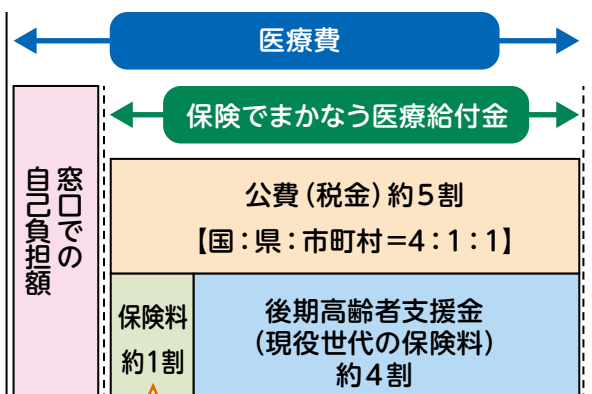 医療費
保険でまかなう医療給付金
窓口での
自己負担額
公費(税金)約5割
【国：県：市町村＝4：1：1】
保険料
約1割
後期高齢者支援金
(現役世代の保険料)
約4割